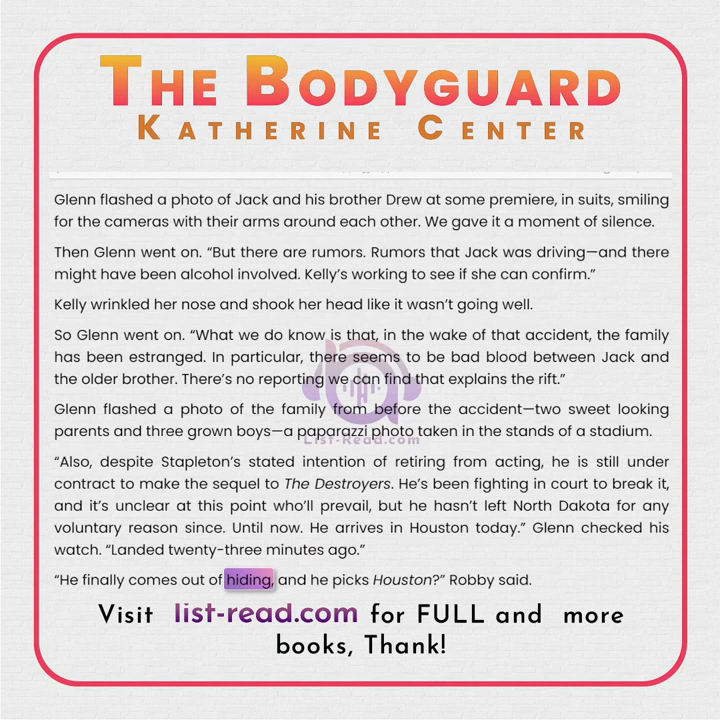 THE BODYGUARD
KATHERINE CENTER
Glenn flashed a photo of Jack and his brother Drew at some premiere, in suits, smiling
for the cameras with their arms around each other. We gave it a moment of silence.
Then Glenn went on. “But there are rumors. Rumors that Jack was driving—and there
might have been alcohol involved. Kelly’s working to see if she can confirm.”
Kelly wrinkled her nose and shook her head like it wasn’t going well.
So Glenn went on. “What we do know is that, in the wake of that accident, the family
has been estranged. In particular, there seems to be bad blood between Jack and
the older brother. There’s no reporting we can find that explains the rift.”
Glenn flashed a photo of the family from before the accident—two sweet looking
parents and three grown boys—a paparazzi photo taken in the stands of a stadium.
List-Read.com
“Also, despite Stapleton’s stated intention of retiring from acting, he is still under
contract to make the sequel to The Destroyers. He’s been fighting in court to break it,
and it’s unclear at this point who’ll prevail, but he hasn’t left North Dakota for any
voluntary reason since. Until now. He arrives in Houston today.” Glenn checked his
watch. “Landed twenty-three minutes ago.”
“He finally comes out of hiding, and he picks Houston?” Robby said.
Visit list-read.com for FULL and more
books, Thank!